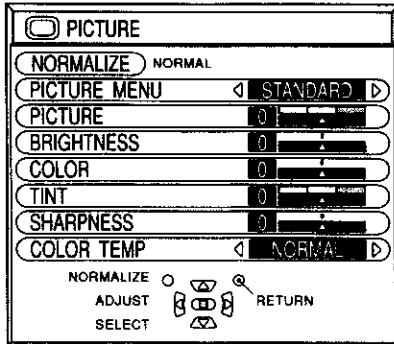 PICTURE
NORMALIZE NORMAL
PICTURE MENU STANDARD
PICTURE 0
BRIGHTNESS 0
COLOR 0
TINT 0
SHARPNESS 0
COLOR TEMP NORMAL
NORMALIZE
ADJUST RETURN
SELECT